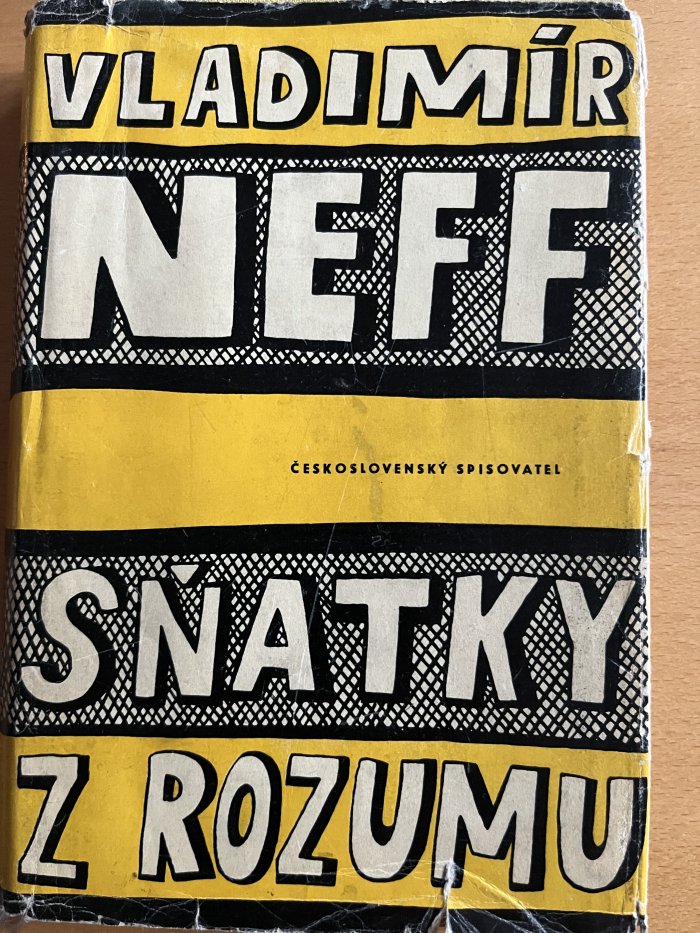 VLADIMÍR
NEFF
ČESKOSLOVENSKÝ SPISOVATEL
SŇATKY
Z ROZUMU